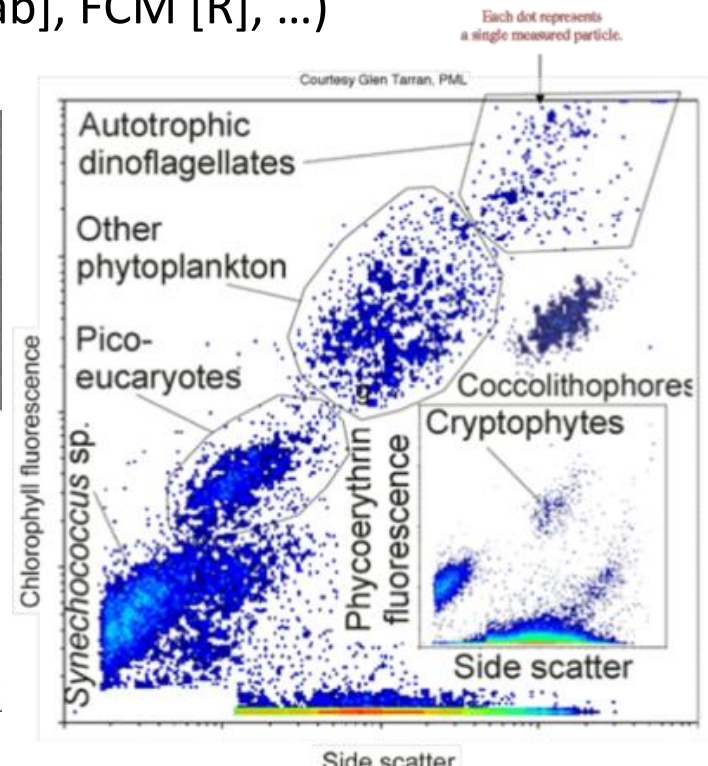 ab], FCM [R], ...)
Each dot represents
a single measured particle.
Courtesy Glen Tarran, PML
Autotrophic
dinoflagellates
Other
phytoplankton
Pico-
eucaryotes
Synechococcus sp.
Chlorophyll fluorescence
Coccolithophores
Cryptophytes
Phycoerythrin
fluorescence
Side scatter
Side scatter